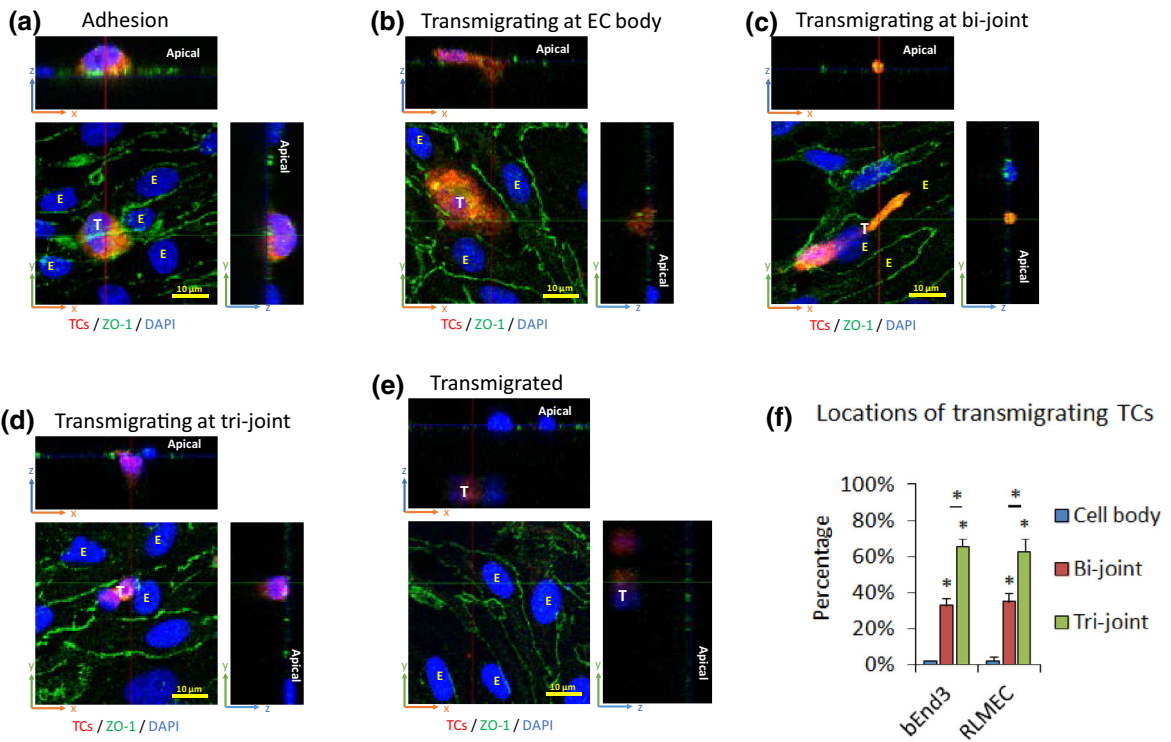 (a) Adhesion
Apical
z
x
Apical
E
E
E
T
E
E
10 µm
y
x
y
z
TCs / ZO-1 / DAPI
(b) Transmigrating at EC body
Apical
z
x
E
E
T
E
10 µm
Apical
y
x
y
z
TCs / ZO-1 / DAPI
(c) Transmigrating at bi-joint
Apical
z
x
E
T
E
E
10 µm
Apical
y
x
y
z
TCs / ZO-1 / DAPI
(d) Transmigrating at tri-joint
Apical
z
x
E
E
T
E
10 µm
Apical
y
x
y
z
TCs / ZO-1 / DAPI
(e) Transmigrated
Apical
T
z
x
E
E
E
E
10 µm
T
Apical
y
x
y
z
TCs / ZO-1 / DAPI
(f) Locations of transmigrating TCs
Percentage
100%
80%
60%
40%
20%
0%
* *
* *
* *
bEnd3
RLMEC
Cell body
Bi-joint
Tri-joint